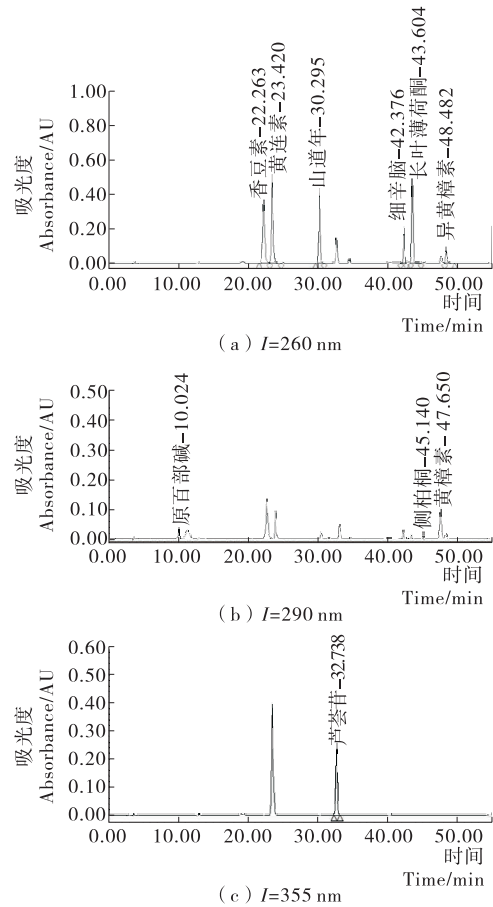 吸光度
Absorbance/AU
1.00
0.80
0.60
0.40
0.20
0.00
香豆素-22.263
黄连素-23.420
山道年-30.295
细辛脑-42.376
长叶薄荷酮-43.604
异黄樟素-48.482
0.00 10.00 20.00 30.00 40.00 50.00
时间
Time/min
(a) I=260 nm
吸光度
Absorbance/AU
0.50
0.40
0.30
0.20
0.10
0.00
原百部碱-10.024
侧柏桐-45.140
黄樟素-47.650
0.00 10.00 20.00 30.00 40.00 50.00
时间
Time/min
(b) I=290 nm
吸光度
Absorbance/AU
0.60
0.50
0.40
0.30
0.20
0.10
0.00
芦荟苷-32.738
0.00 10.00 20.00 30.00 40.00 50.00
时间
Time/min
(c) I=355 nm